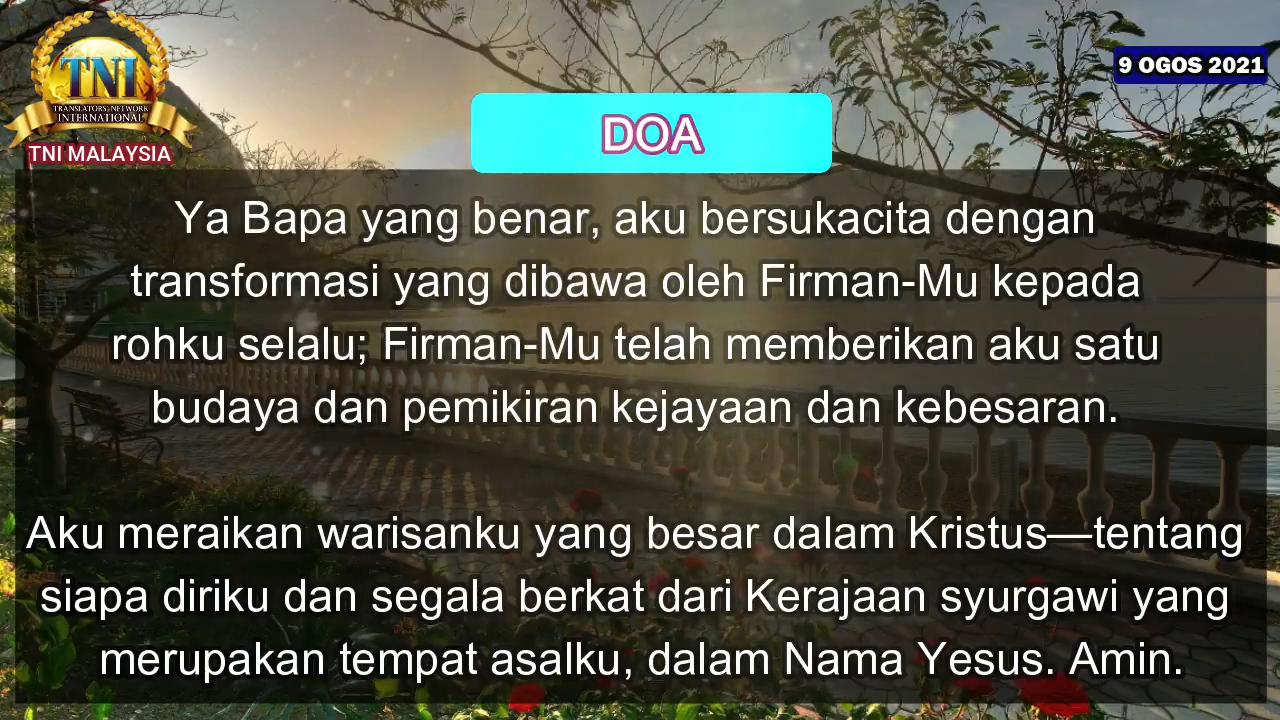 TNI
TRANSLATORS' NETWORK
INTERNATIONAL
TNI MALAYSIA
9 OGOS 2021
DOA
Ya Bapa yang benar, aku bersukacita dengan
transformasi yang dibawa oleh Firman-Mu kepada
rohku selalu; Firman-Mu telah memberikan aku satu
budaya dan pemikiran kejayaan dan kebesaran.
Aku meraikan warisanku yang besar dalam Kristus—tentang
siapa diriku dan segala berkat dari Kerajaan syurgawi yang
merupakan tempat asalku, dalam Nama Yesus. Amin.